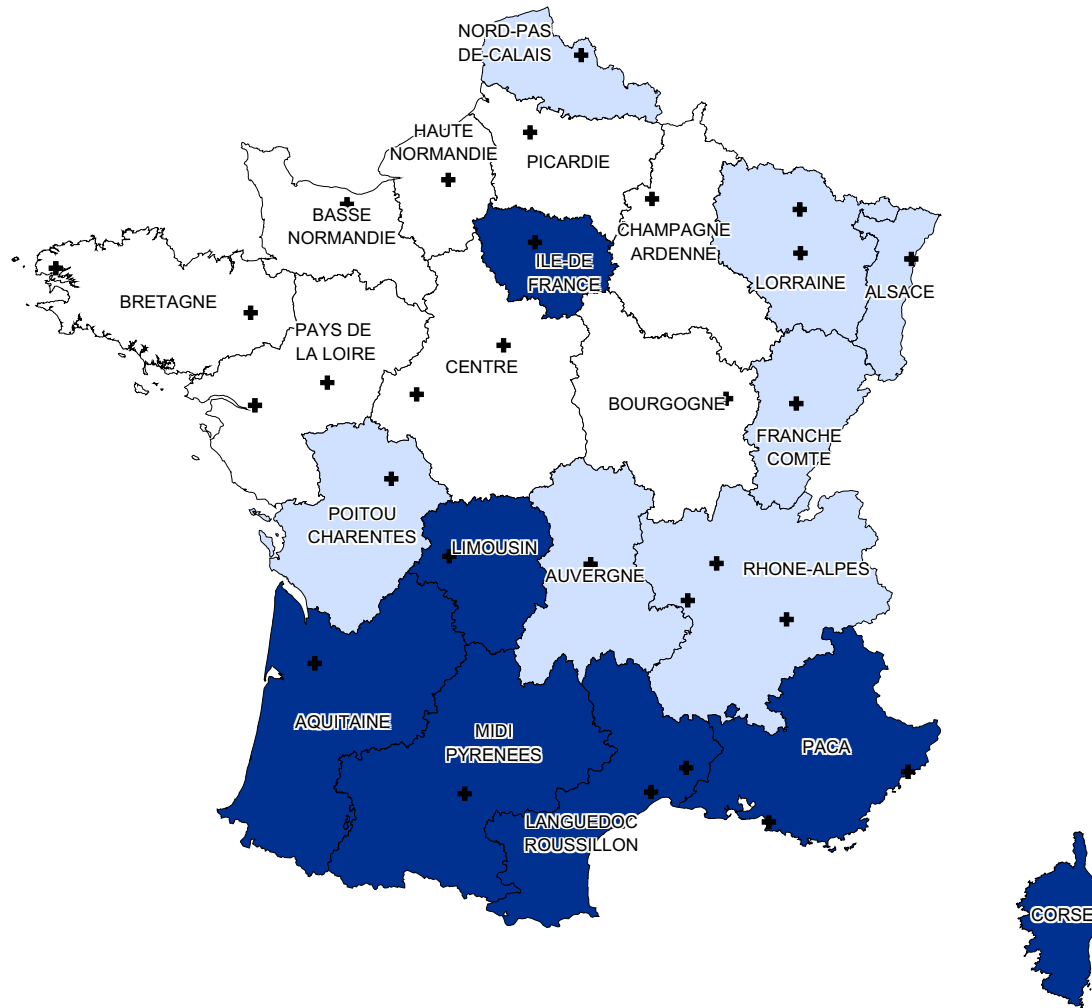 NORD-PAS
DE-CALAIS
HAUTE
NORMANDIE
PICARDIE
BASSE
NORMANDIE
CHAMPAGNE
ARDENNE
ILE-DE
FRANCE
LORRAINE
ALSACE
BRETAGNE
PAYS DE
LA LOIRE
CENTRE
BOURGOGNE
FRANCHE
COMTE
POITOU
CHARENTES
LIMOUSIN
AUVERGNE
RHONE-ALPES
AQUITAINE
MIDI
PYRENEES
PACA
LANGUEDOC
ROUSSILLON
CORSE